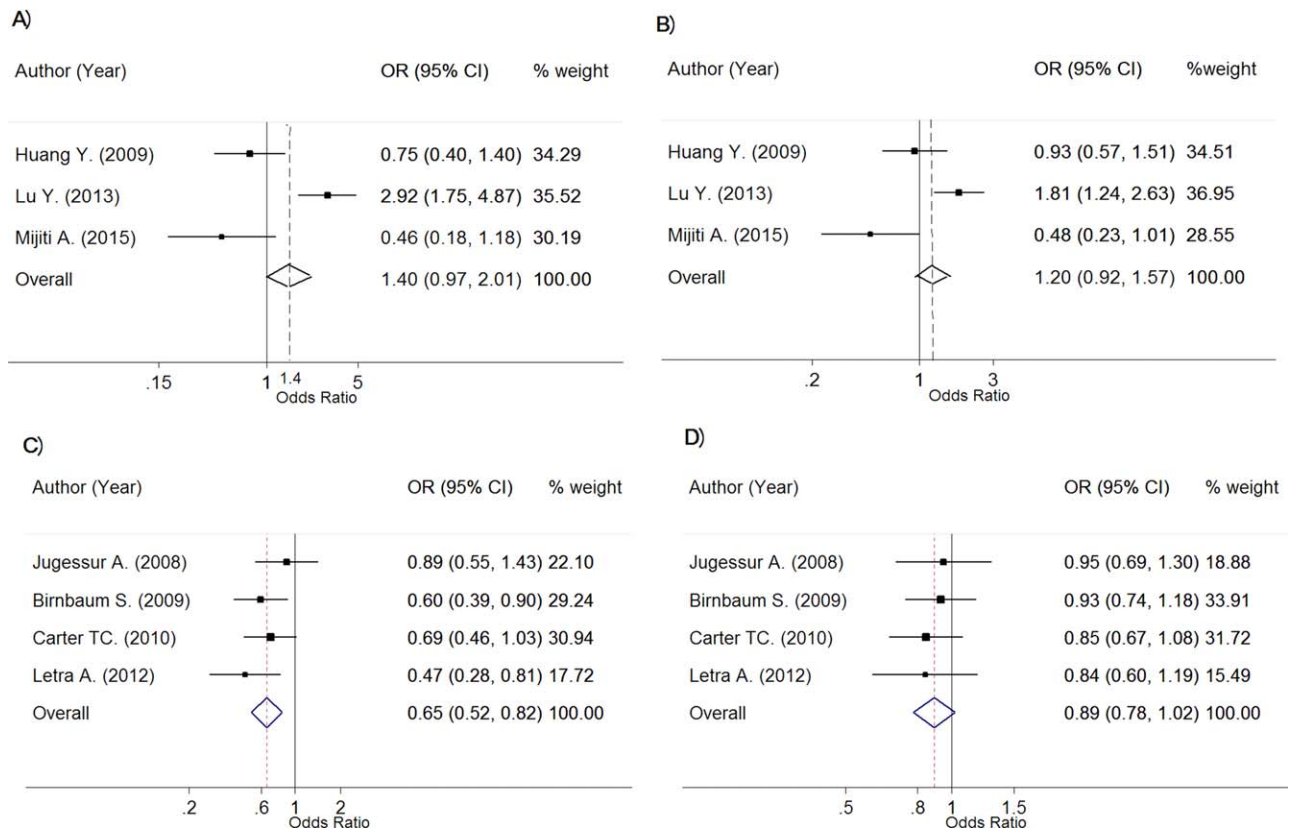 A)
Author (Year) OR (95% CI) % weight
Huang Y. (2009) 0.75 (0.40, 1.40) 34.29
Lu Y. (2013) 2.92 (1.75, 4.87) 35.52
Mijiti A. (2015) 0.46 (0.18, 1.18) 30.19
Overall 1.40 (0.97, 2.01) 100.00
.15 1 1.4 5
Odds Ratio
B)
Author (Year) OR (95% CI) %weight
Huang Y. (2009) 0.93 (0.57, 1.51) 34.51
Lu Y. (2013) 1.81 (1.24, 2.63) 36.95
Mijiti A. (2015) 0.48 (0.23, 1.01) 28.55
Overall 1.20 (0.92, 1.57) 100.00
.2 1 3
Odds Ratio
C)
Author (Year) OR (95% CI) % weight
Jugessur A. (2008) 0.89 (0.55, 1.43) 22.10
Birnbaum S. (2009) 0.60 (0.39, 0.90) 29.24
Carter TC. (2010) 0.69 (0.46, 1.03) 30.94
Letra A. (2012) 0.47 (0.28, 0.81) 17.72
Overall 0.65 (0.52, 0.82) 100.00
.2 .6 1 2
Odds Ratio
D)
Author (Year) OR (95% CI) % weight
Jugessur A. (2008) 0.95 (0.69, 1.30) 18.88
Birnbaum S. (2009) 0.93 (0.74, 1.18) 33.91
Carter TC. (2010) 0.85 (0.67, 1.08) 31.72
Letra A. (2012) 0.84 (0.60, 1.19) 15.49
Overall 0.89 (0.78, 1.02) 100.00
.5 .8 1 1.5
Odds Ratio